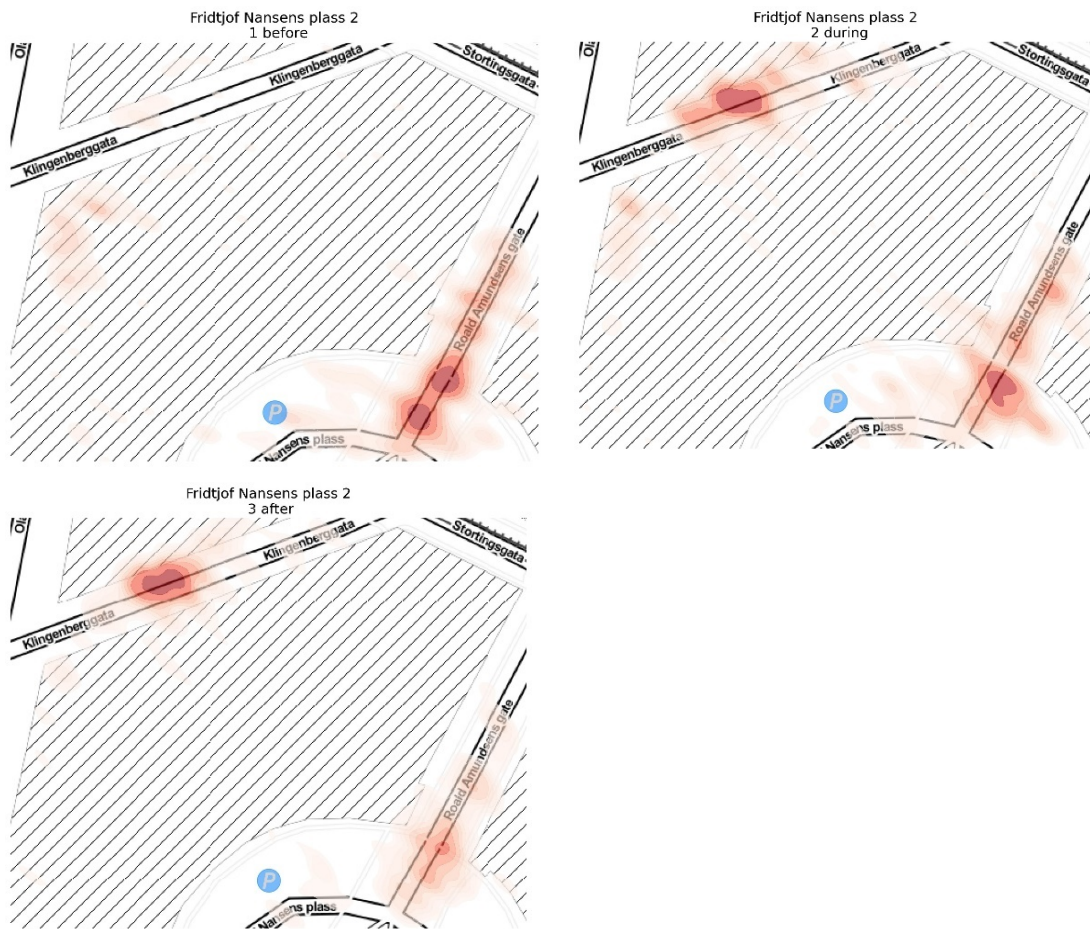 Fridtjof Nansens plass 2
1 before
Klingenberggata
Stortingsgata
Klingenberggata
Roald Amundsens gate
P
Nansens plass
Fridtjof Nansens plass 2
2 during
Klingenberggata
Stortingsgata
Klingenberggata
Roald Amundsens gate
P
Nansens plass
Fridtjof Nansens plass 2
3 after
Klingenberggata
Stortingsgata
Klingenberggata
Roald Amundsens gate
P
Nansens plass